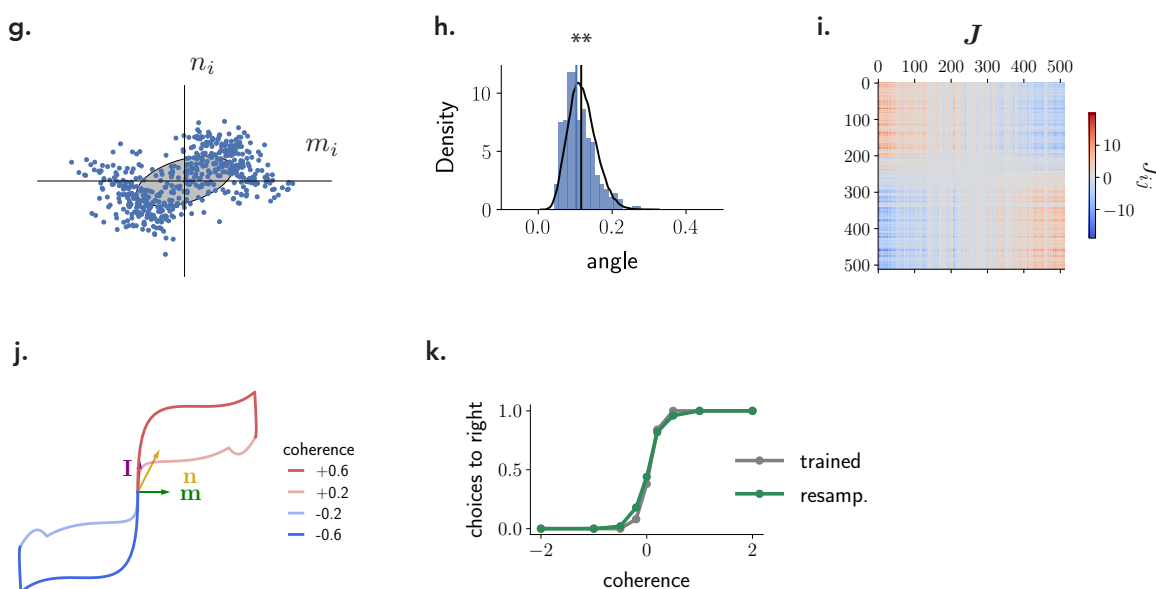 g.
n_i
m_i
h.
**
Density
10
5
0
0.0 0.2 0.4
angle
i.
J
0 100 200 300 400 500
0
100
200
300
400
500
10
0
−10
J_ij
j.
I
n
m
coherence
+0.6
+0.2
-0.2
-0.6
k.
choices to right
1.0
0.5
0.0
−2 0 2
coherence
trained
resamp.